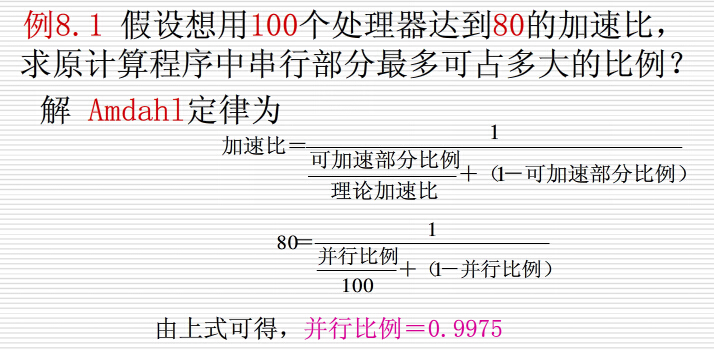 例8.1 假设想用100个处理器达到80的加速比,
求原计算程序中串行部分最多可占多大的比例?
解 Amdahl定律为
加速比=
1
可加速部分比例
理论加速比
+ (1-可加速部分比例)
80=
1
并行比例
100
+ (1-并行比例)
由上式可得,并行比例=0.9975